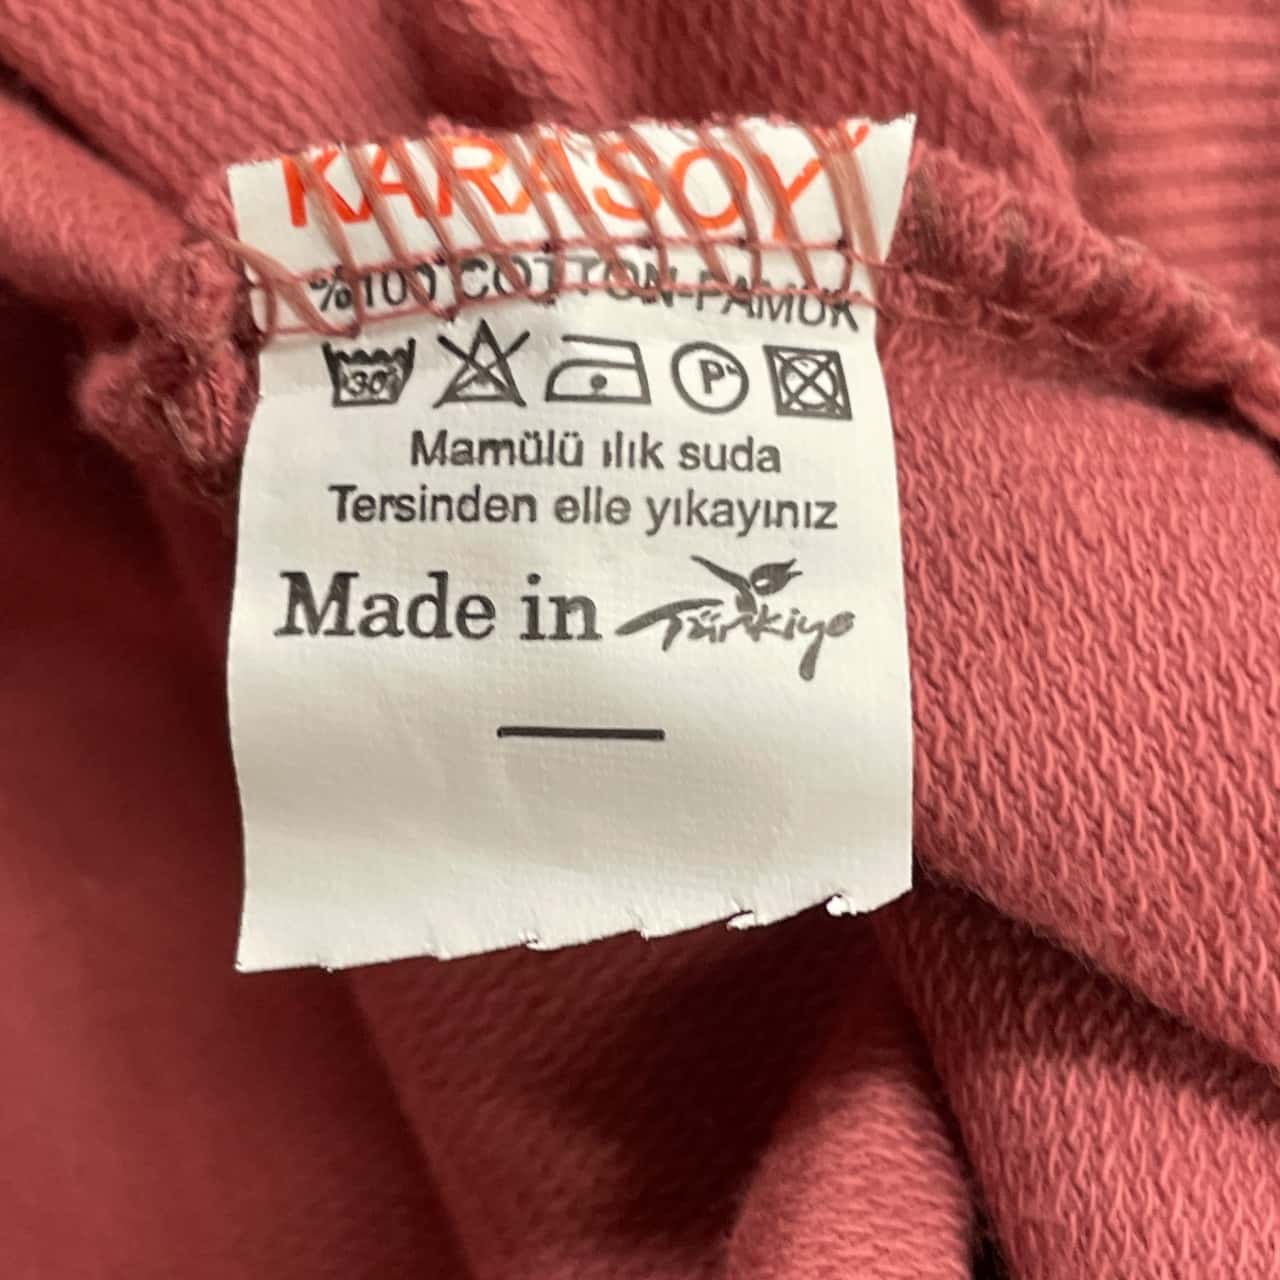 KARASOY
%100 COTTON-PAMUK
30 P
Mamülü ılık suda
Tersinden elle yıkayınız
Made in Türkiye